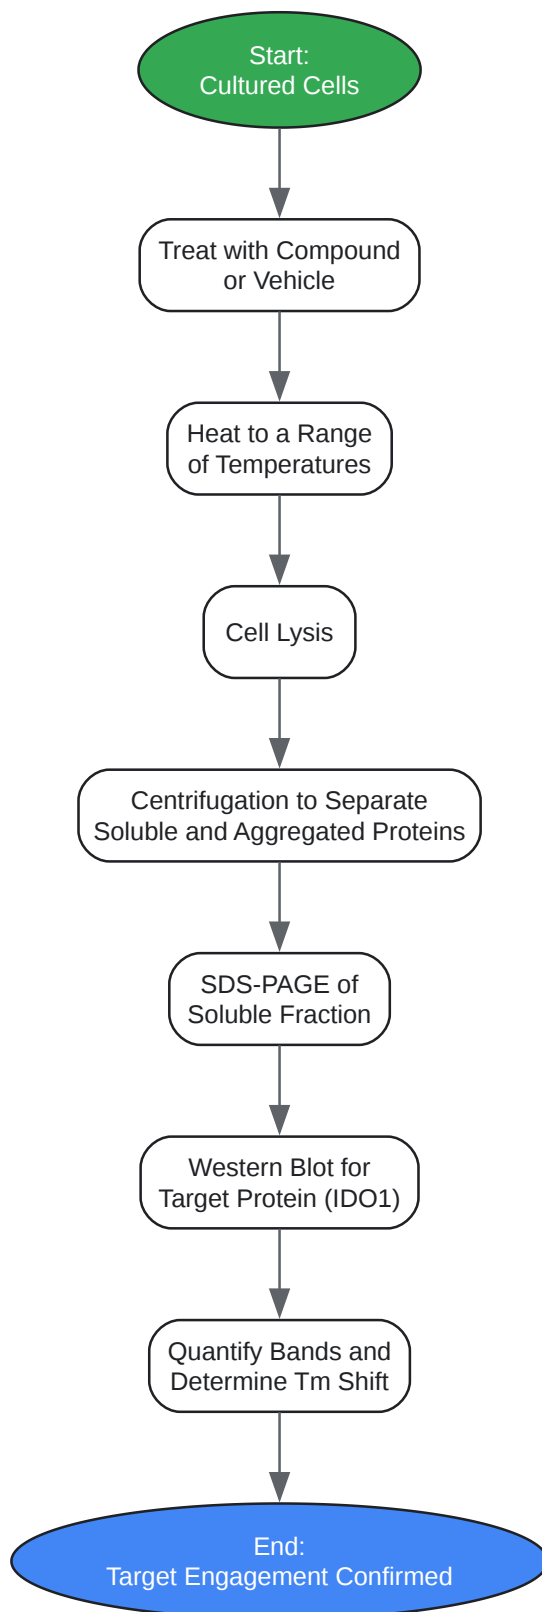 Start:
Cultured Cells
Treat with Compound
or Vehicle
Heat to a Range
of Temperatures
Cell Lysis
Centrifugation to Separate
Soluble and Aggregated Proteins
SDS-PAGE of
Soluble Fraction
Western Blot for
Target Protein (IDO1)
Quantify Bands and
Determine Tm Shift
End:
Target Engagement Confirmed